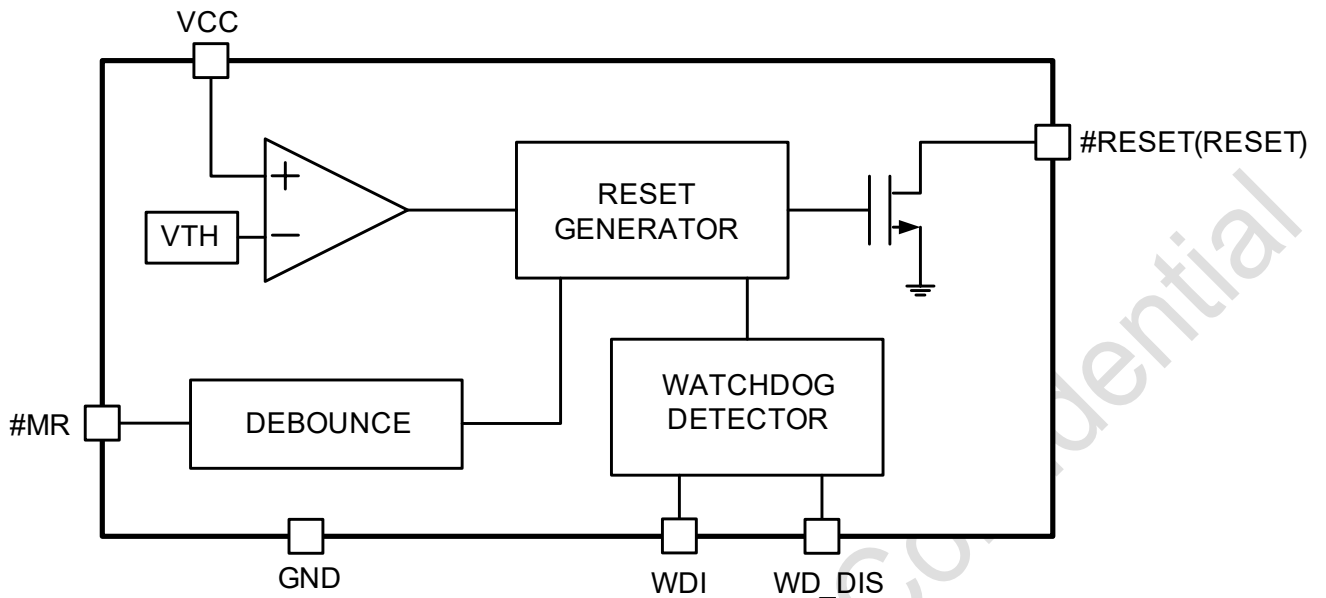 VCC
#RESET(RESET)
+
RESET
GENERATOR
VTH
−
WATCHDOG
DETECTOR
#MR
DEBOUNCE
GND
WDI
WD_DIS